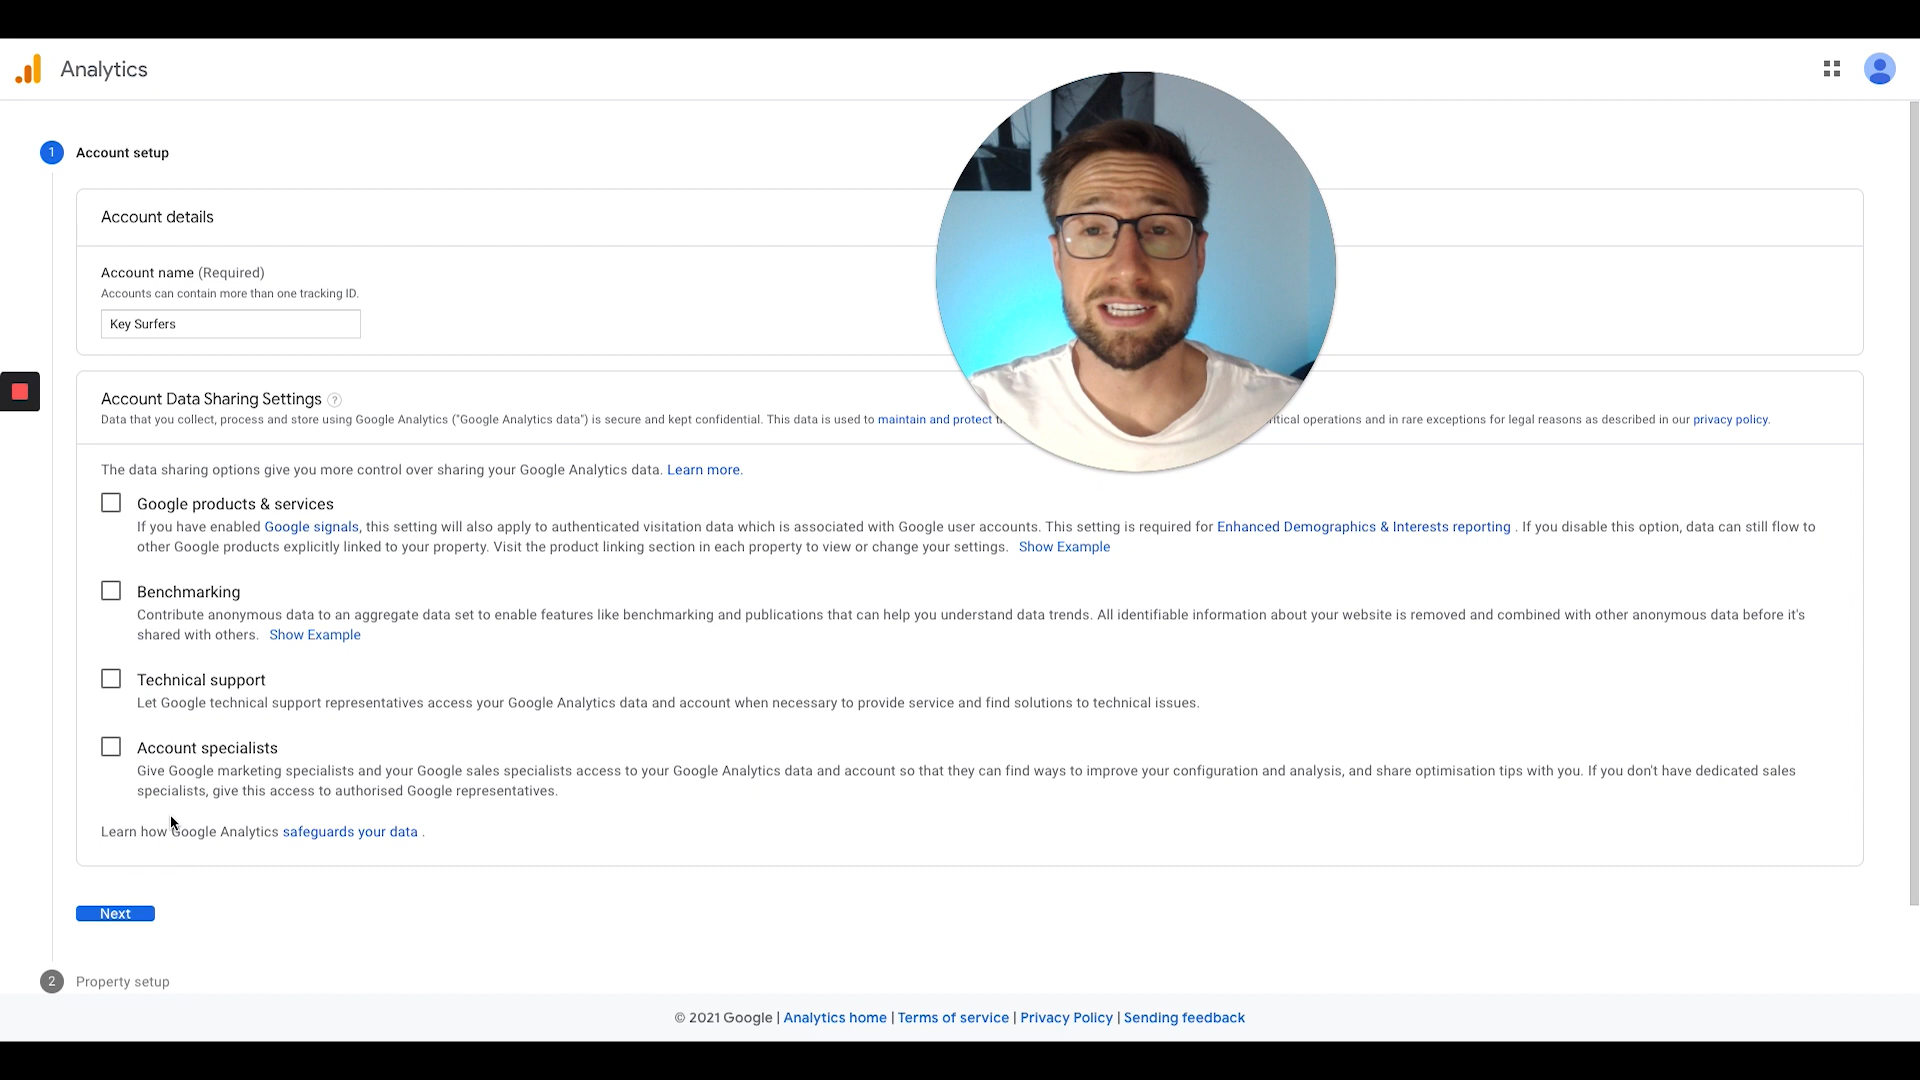 Analytics
1 Account setup
Account details
Account name (Required)
Accounts can contain more than one tracking ID.
Key Surfers
Account Data Sharing Settings ?
Data that you collect, process and store using Google Analytics ("Google Analytics data") is secure and kept confidential. This data is used to maintain and protect operations and in rare exceptions for legal reasons as described in our privacy policy.
The data sharing options give you more control over sharing your Google Analytics data. Learn more.
Google products & services
If you have enabled Google signals, this setting will also apply to authenticated visitation data which is associated with Google user accounts. This setting is required for Enhanced Demographics & Interests reporting . If you disable this option, data can still flow to
other Google products explicitly linked to your property. Visit the product linking section in each property to view or change your settings. Show Example
Benchmarking
Contribute anonymous data to an aggregate data set to enable features like benchmarking and publications that can help you understand data trends. All identifiable information about your website is removed and combined with other anonymous data before it's
shared with others. Show Example
Technical support
Let Google technical support representatives access your Google Analytics data and account when necessary to provide service and find solutions to technical issues.
Account specialists
Give Google marketing specialists and your Google sales specialists access to your Google Analytics data and account so that they can find ways to improve your configuration and analysis, and share optimisation tips with you. If you don't have dedicated sales
specialists, give this access to authorised Google representatives.
Learn how Google Analytics safeguards your data .
Next
2 Property setup
© 2021 Google | Analytics home | Terms of service | Privacy Policy | Sending feedback